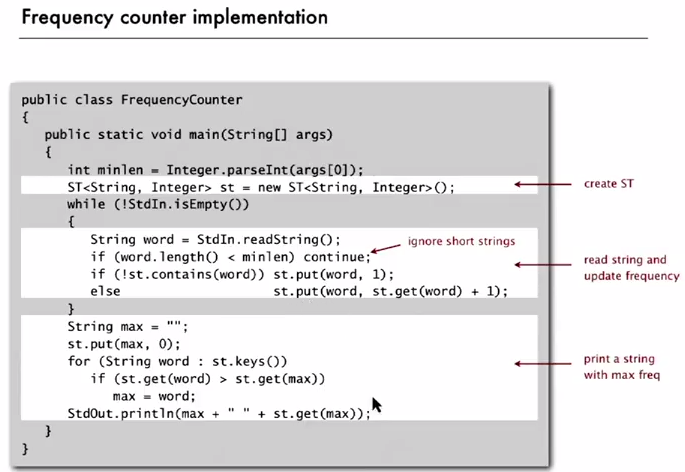 Frequency counter implementation
public class FrequencyCounter
{
public static void main(String[] args)
{
int minlen = Integer.parseInt(args[0]);
ST<String, Integer> st = new ST<String, Integer>();
create ST
while (!StdIn.isEmpty())
{
String word = StdIn.readString();
ignore short strings
if (word.length() < minlen) continue;
read string and
update frequency
if (!st.contains(word)) st.put(word, 1);
else st.put(word, st.get(word) + 1);
}
String max = "";
st.put(max, 0);
for (String word : st.keys())
print a string
with max freq
if (st.get(word) > st.get(max))
max = word;
StdOut.println(max + " " + st.get(max));
}
}